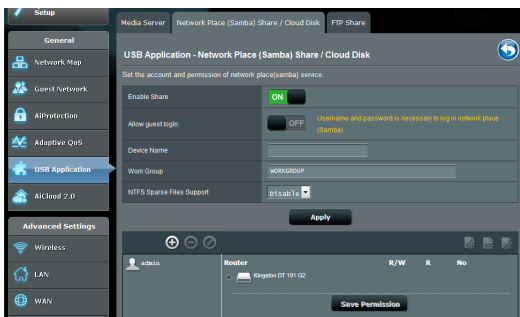 Setup
General
Network Map
Guest Network
AiProtection
Adaptive QoS
USB Application
AiCloud 2.0
Advanced Settings
Wireless
LAN
WAN
Media Server
Network Place (Samba) Share / Cloud Disk
FTP Share
USB Application - Network Place (Samba) Share / Cloud Disk
Set the account and permission of network place(samba) service.
Enable Share
ON
Allow guest login
OFF
Username and password is necessary to log in network place
(Samba)
Device Name
Work Group
WORKGROUP
NTFS Sparse Files Support
Disable
Apply
admin
Router
R/W
R
No
Kingston DT 101 G2
Save Permission